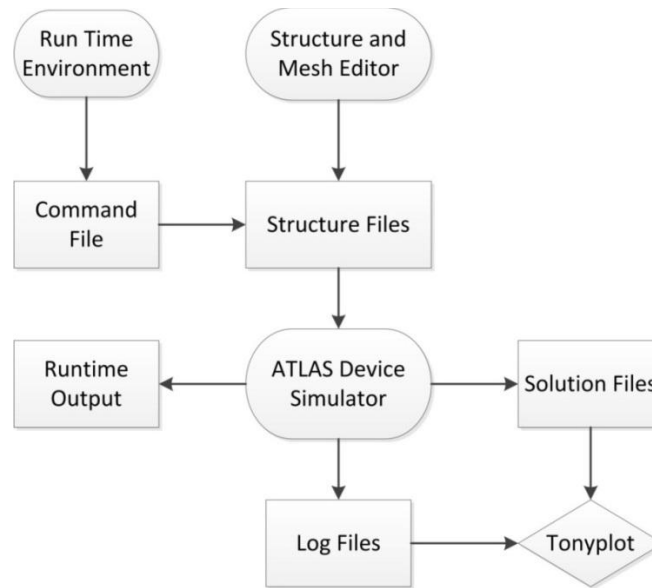 Run Time
Environment
Structure and
Mesh Editor
Command
File
Structure Files
Runtime
Output
ATLAS Device
Simulator
Solution Files
Log Files
Tonyplot